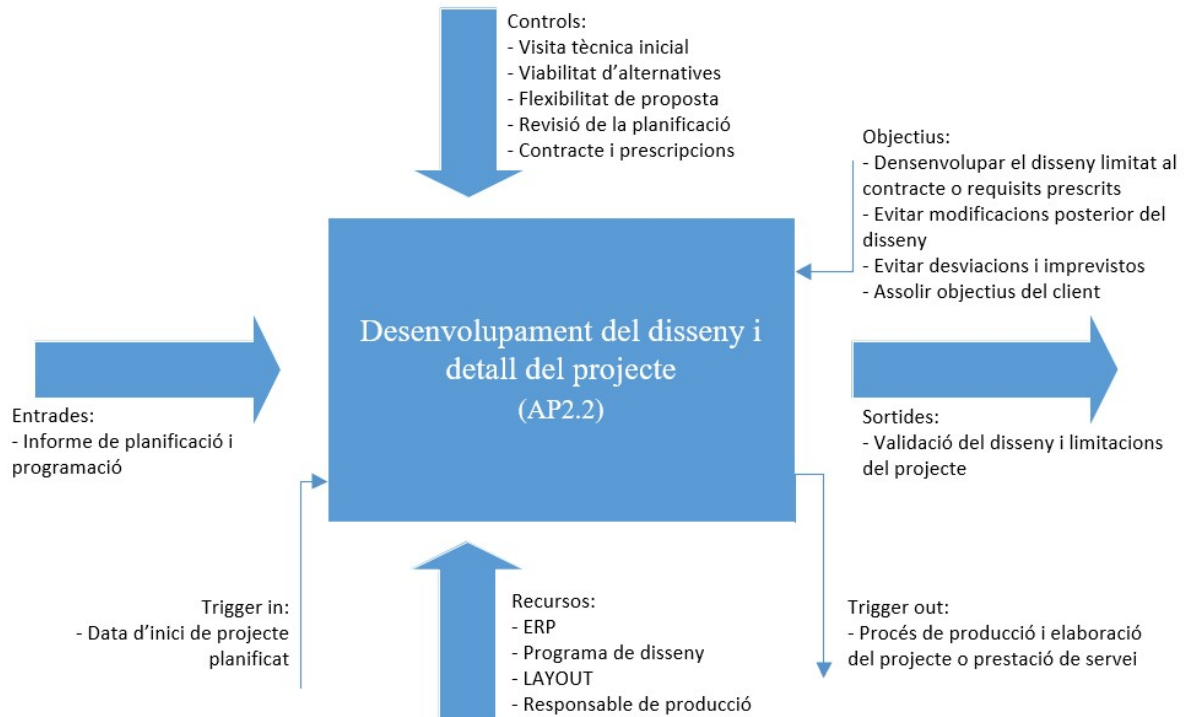 Controls:
- Visita tècnica inicial
- Viabilitat d’alternatives
- Flexibilitat de proposta
- Revisió de la planificació
- Contracte i prescripcions
Objectius:
- Densenvolupar el disseny limitat al
contracte o requisits prescrits
- Evitar modificacions posterior del
disseny
- Evitar desviacions i imprevistos
- Assolir objectius del client
Desenvolupament del disseny i
detall del projecte
(AP2.2)
Entrades:
- Informe de planificació i
programació
Sortides:
- Validació del disseny i limitacions
del projecte
Trigger in:
- Data d’inici de projecte
planificat
Recursos:
- ERP
- Programa de disseny
- LAYOUT
- Responsable de producció
Trigger out:
- Procés de producció i elaboració
del projecte o prestació de servei